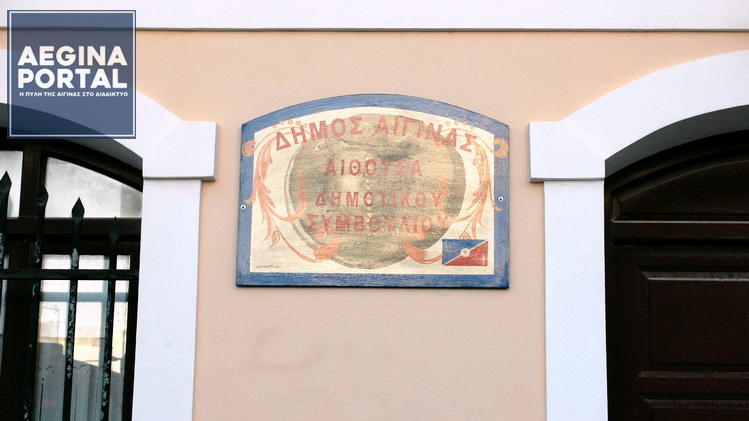 AEGINA
PORTAL
Η ΠΥΛΗ ΤΗΣ ΑΙΓΙΝΑΣ ΣΤΟ ΔΙΑΔΙΚΤΥΟ
ΔΗΜΟΣ ΑΙΓΙΝΑΣ
ΑΙΘΟΥΣΑ
ΔΗΜΟΤΙΚΟΥ
ΣΥΜΒΟΥΛΙΟΥ